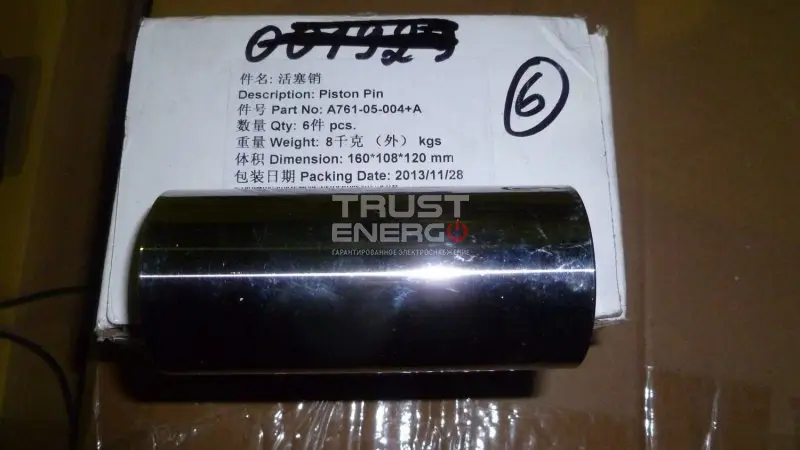 件名: 活塞销
Description: Piston Pin
件号 Part No: A761-05-004+A
数量 Qty: 6件 pcs.
重量 Weight: 8千克 （外） kgs
体积 Dimension: 160*108*120 mm
包装日期 Packing Date: 2013/11/28
6
TRUST
ENERGO
ГАРАНТИРОВАННОЕ ЭЛЕКТРОСНАБЖЕНИЕ